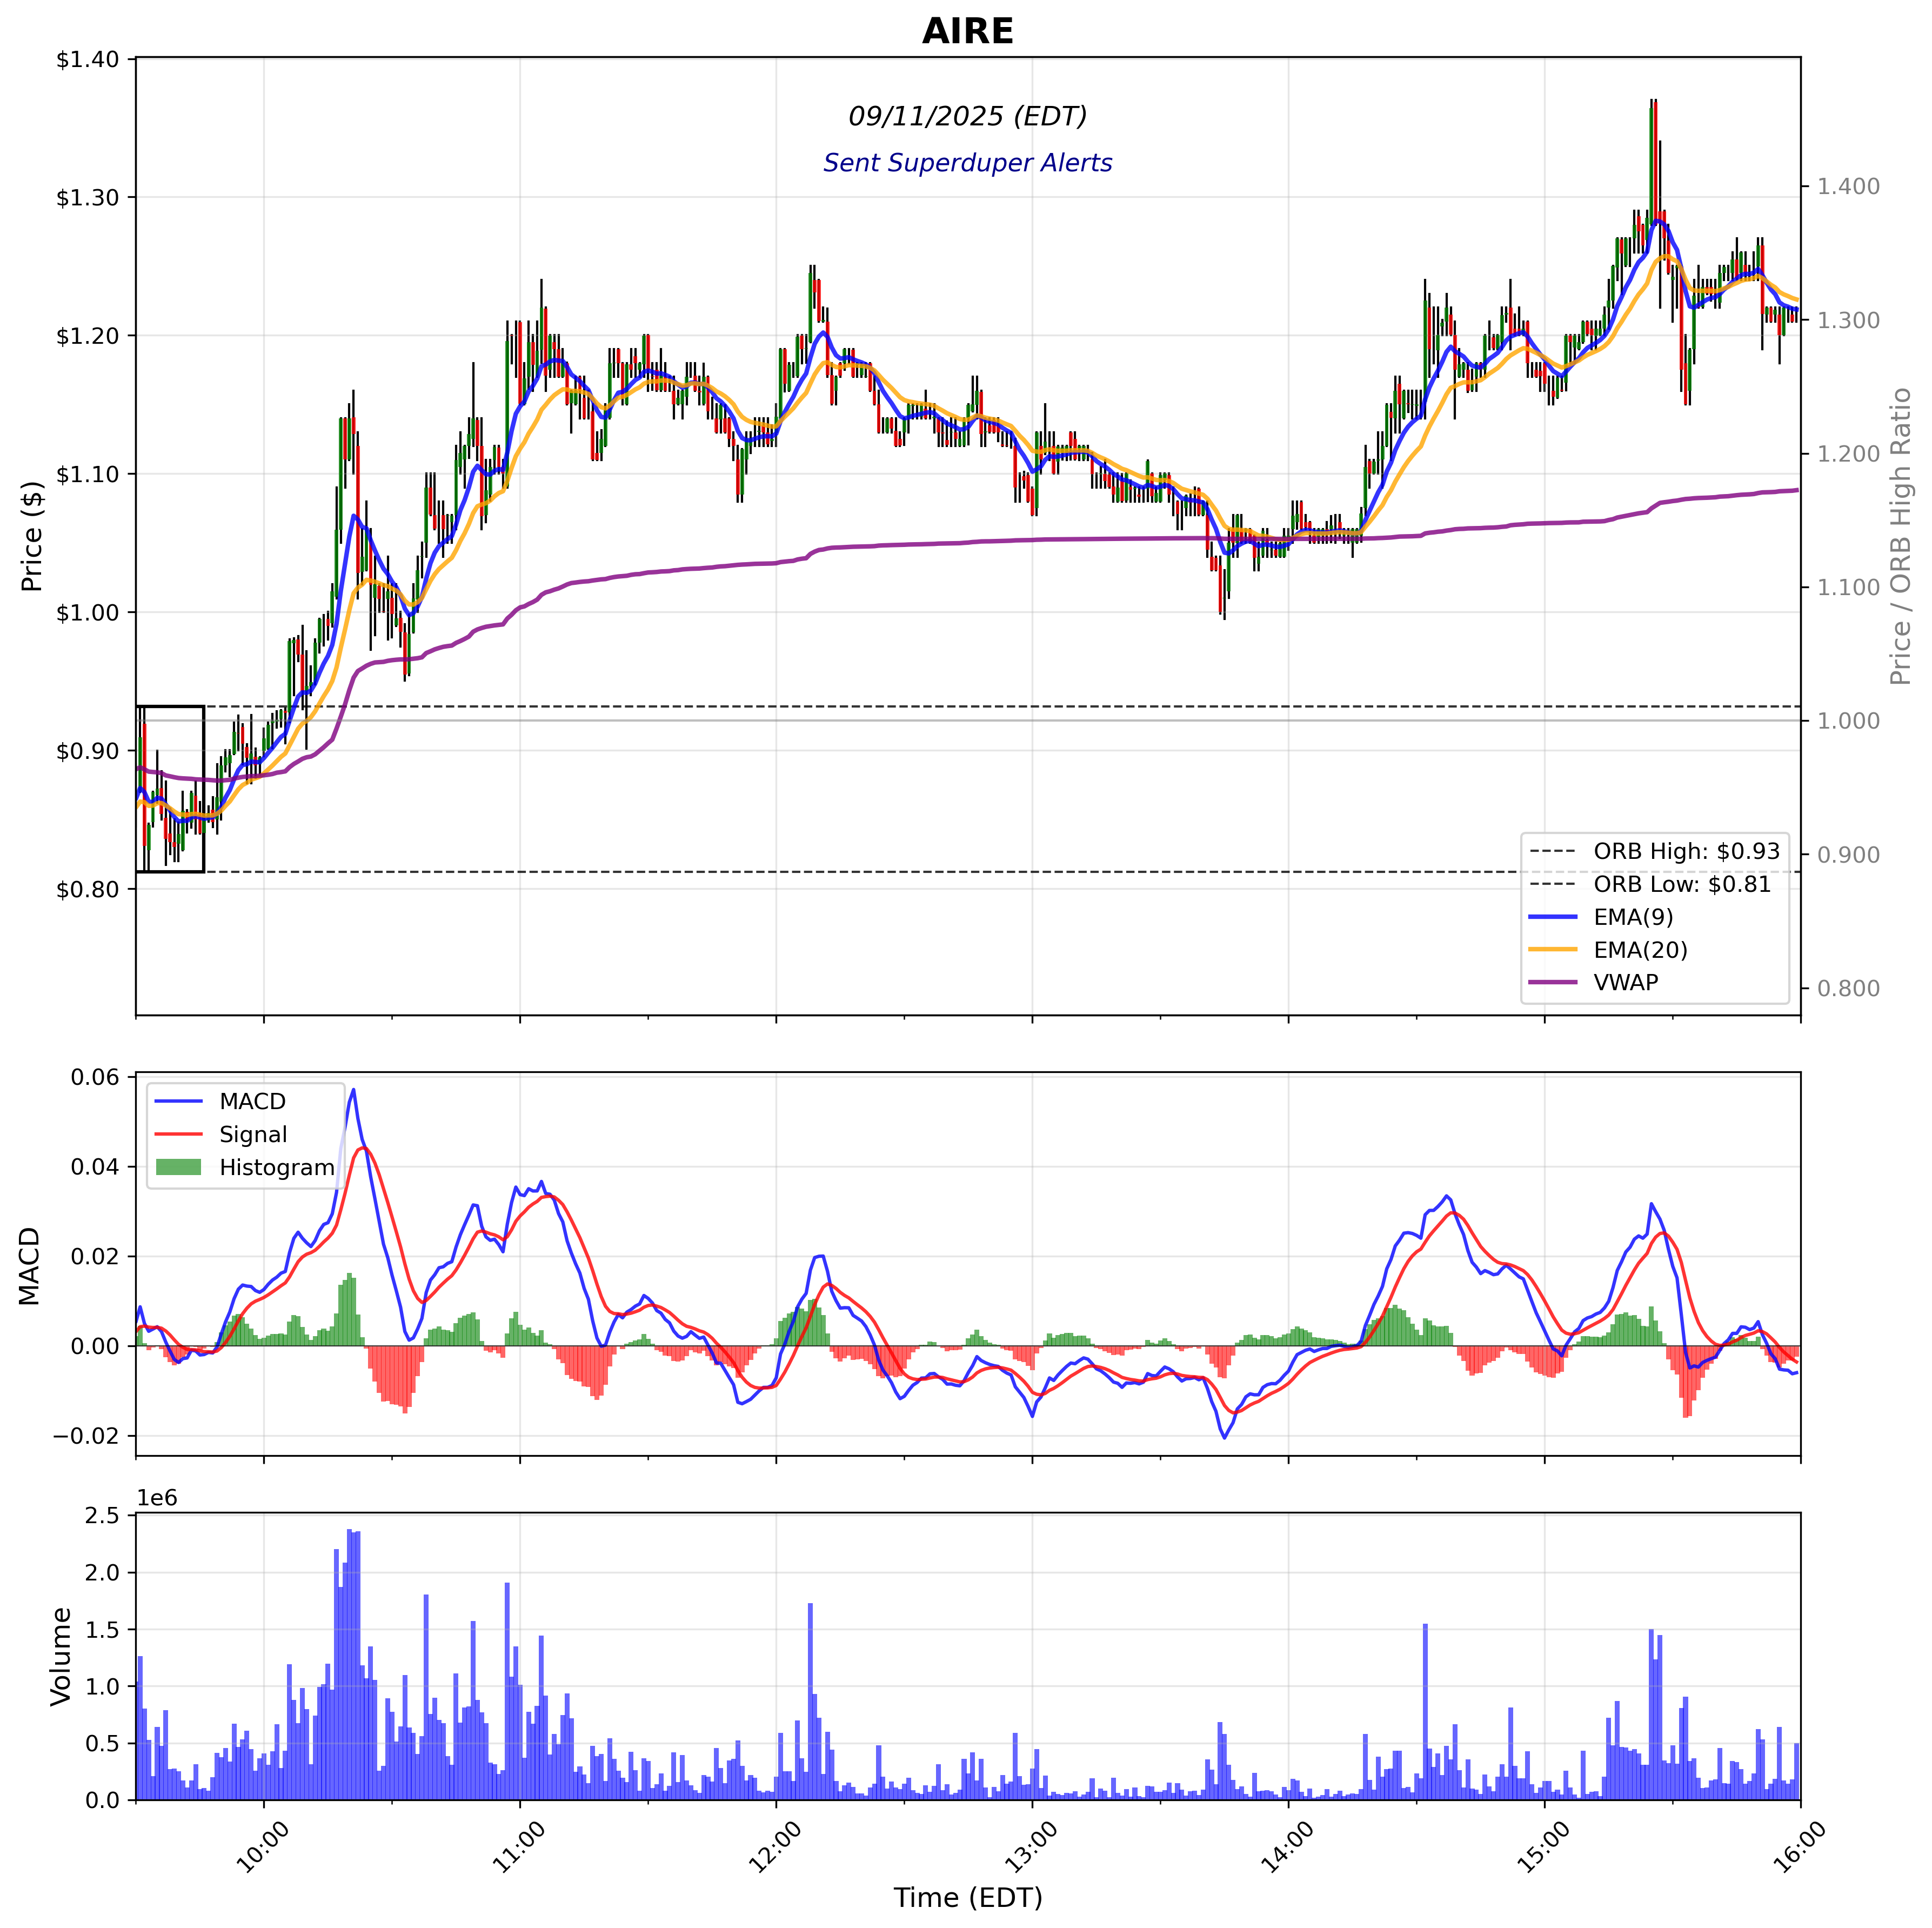 AIRE
09/11/2025 (EDT)
Sent Superduper Alerts
Price ($)
$1.40
$1.30
$1.20
$1.10
$1.00
$0.90
$0.80
Price / ORB High Ratio
1.400
1.300
1.200
1.100
1.000
0.900
0.800
ORB High: $0.93
ORB Low: $0.81
EMA(9)
EMA(20)
VWAP
MACD
0.06
0.04
0.02
0.00
−0.02
MACD
Signal
Histogram
1e6
Volume
2.5
2.0
1.5
1.0
0.5
0.0
10:00
11:00
12:00
13:00
14:00
15:00
16:00
Time (EDT)